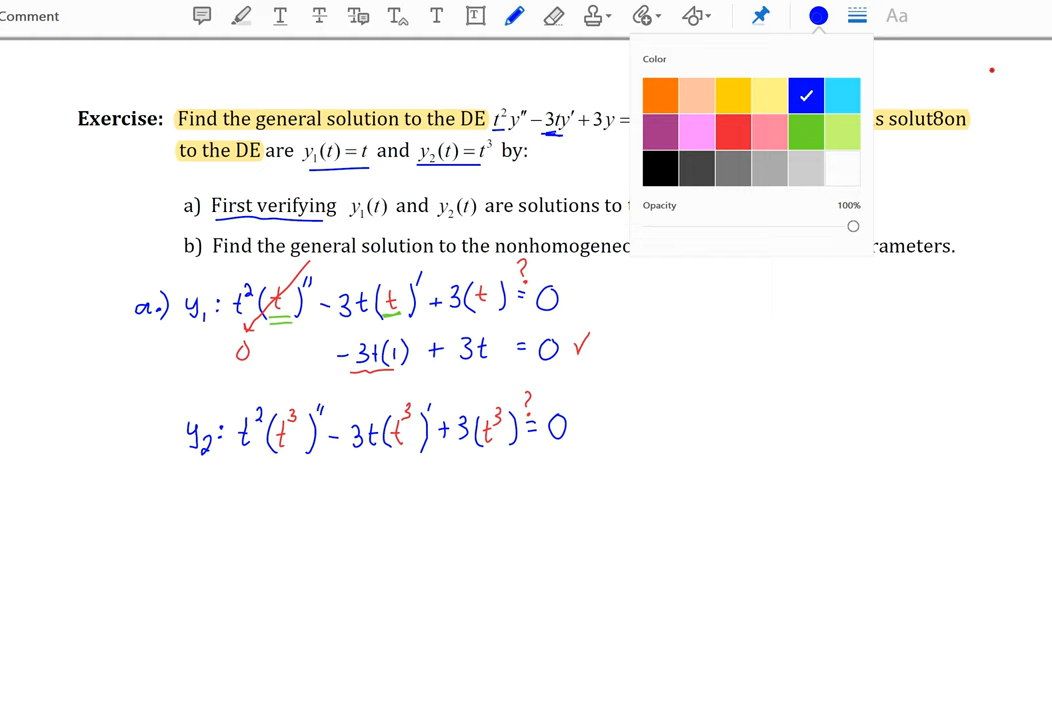 Comment
T T T T T Aa
Color
Exercise: Find the general solution to the DE t²y″ − 3ty′ + 3y = s solut8on
to the DE are y₁(t) = t and y₂(t) = t³ by:
Opacity 100%
a) First verifying y₁(t) and y₂(t) are solutions to
b) Find the general solution to the nonhomogeneo rameters.
a.) y₁ : t²(t)″ − 3t(t)′ + 3(t) ?= 0
0 −3t(1) + 3t = 0 ✓
y₂ : t²(t³)″ − 3t(t³)′ + 3(t³) ?= 0